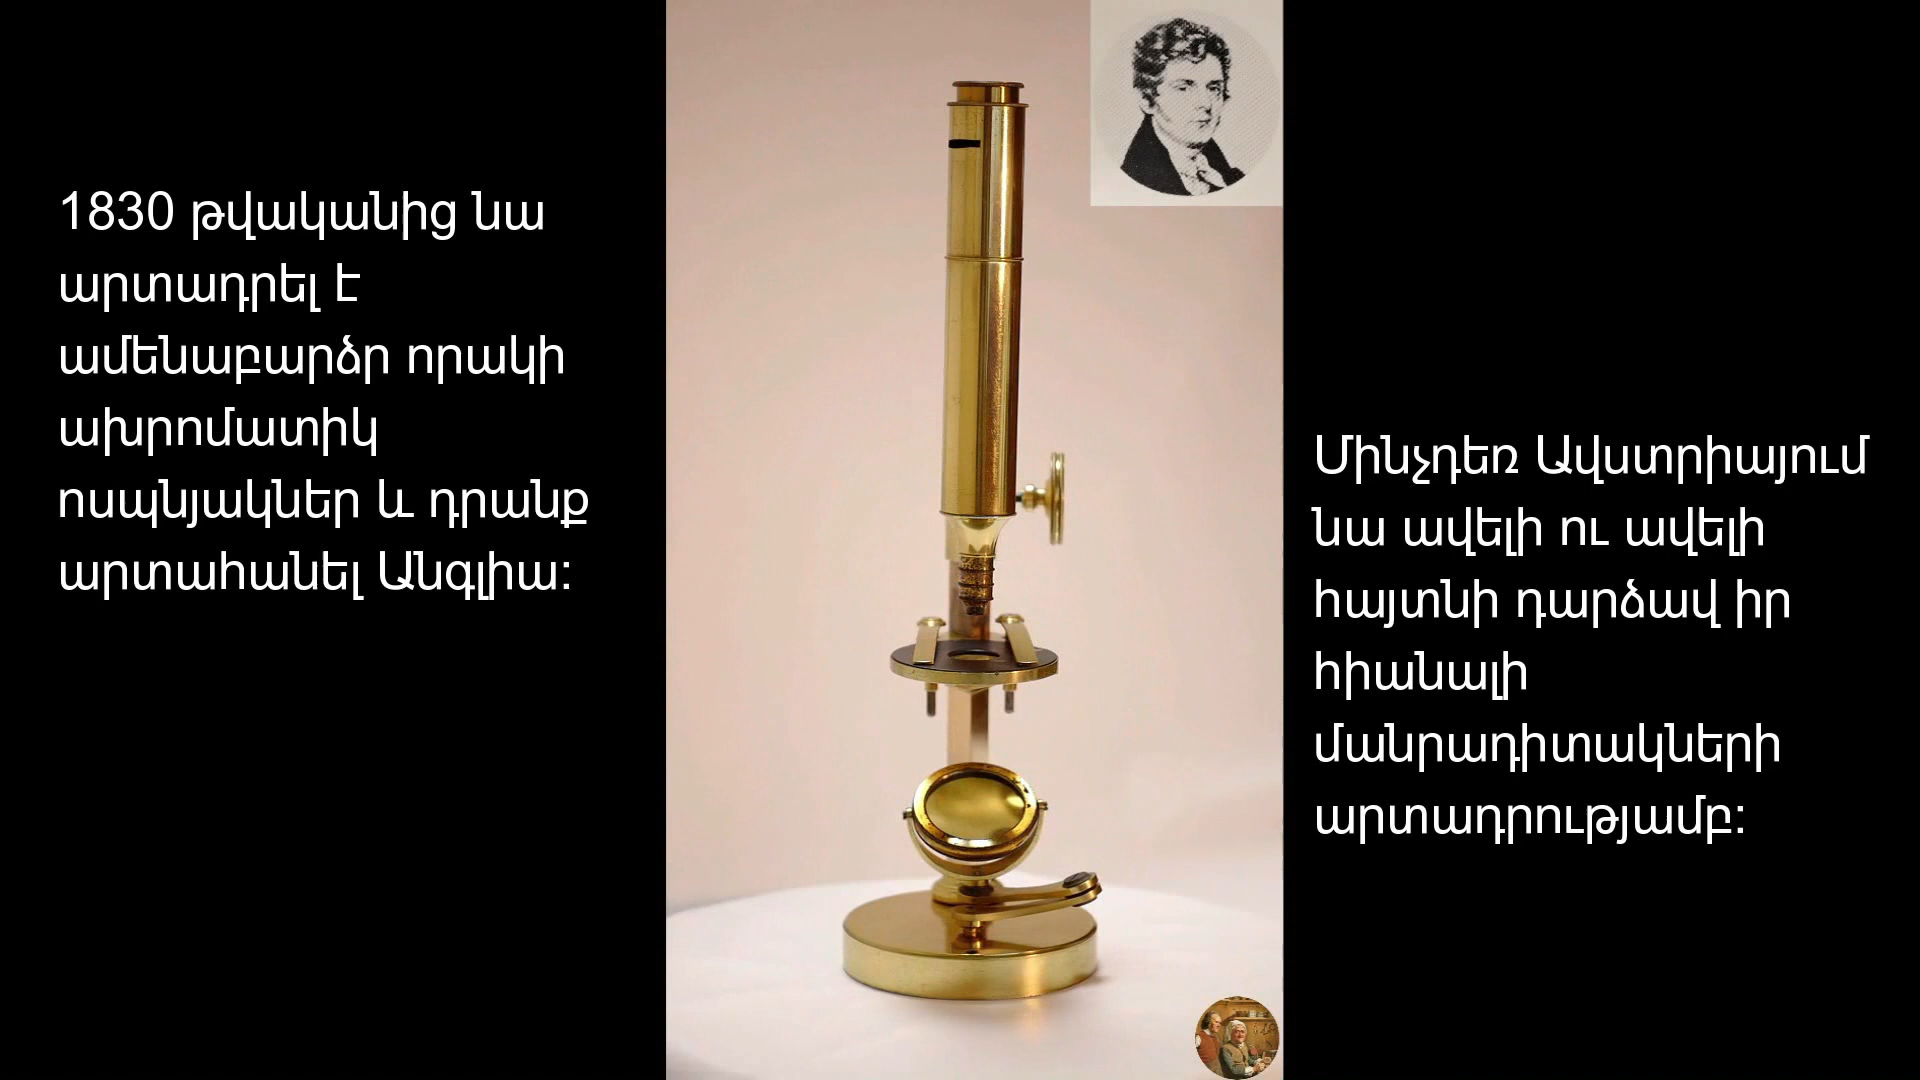 1830 թվականից նա
արտադրել է
ամենաբարձր որակի
ախրոմատիկ
ոսպնյակներ և դրանք
արտահանել Անգլիա:
Մինչդեռ Ավստրիայում
նա ավելի ու ավելի
հայտնի դարձավ իր
հիանալի
մանրադիտակների
արտադրությամբ: